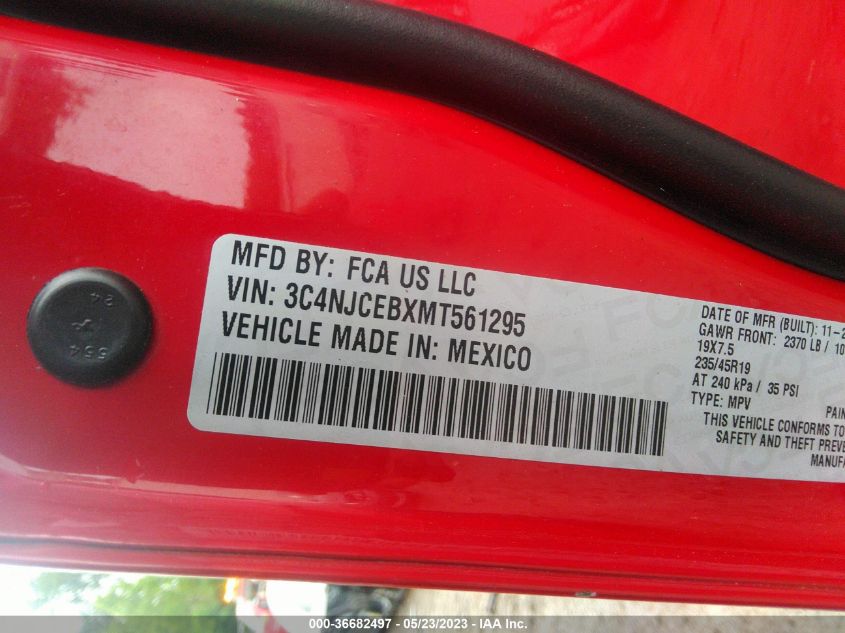 MFD BY: FCA US LLC
VIN: 3C4NJCEBXMT561295
VEHICLE MADE IN: MEXICO
DATE OF MFR (BUILT): 11-2
GAWR FRONT: 2370 LB / 10
19X7.5
235/45R19
AT 240 kPa / 35 PSI
TYPE: MPV
PAIN
THIS VEHICLE CONFORMS TO
SAFETY AND THEFT PREVE
MANUFA
24
554
000-36682497 - 05/23/2023 - IAA Inc.